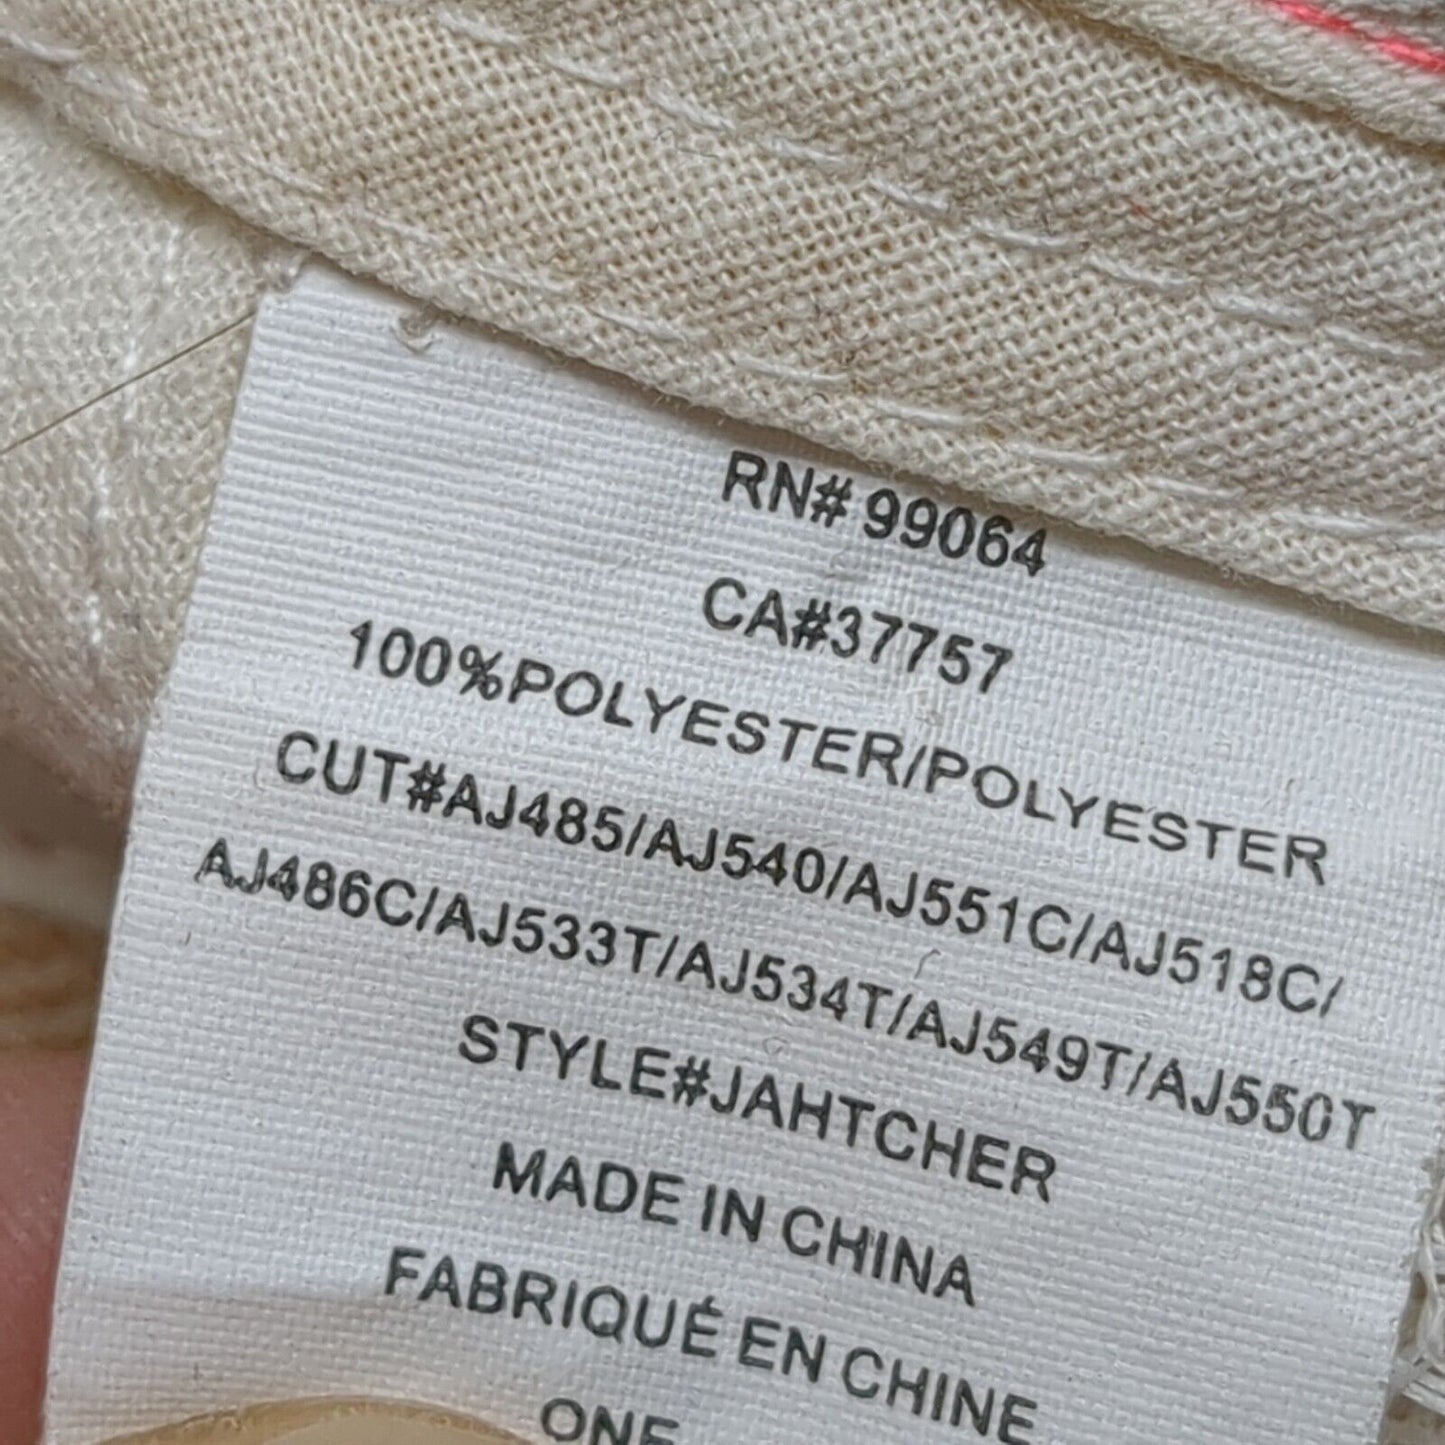 RN# 99064
CA#37757
100%POLYESTER/POLYESTER
CUT#AJ485/AJ540/AJ551C/AJ518C/
AJ486C/AJ533T/AJ534T/AJ549T/AJ550T
STYLE#JAHTCHER
MADE IN CHINA
FABRIQUÉ EN CHINE
ONE